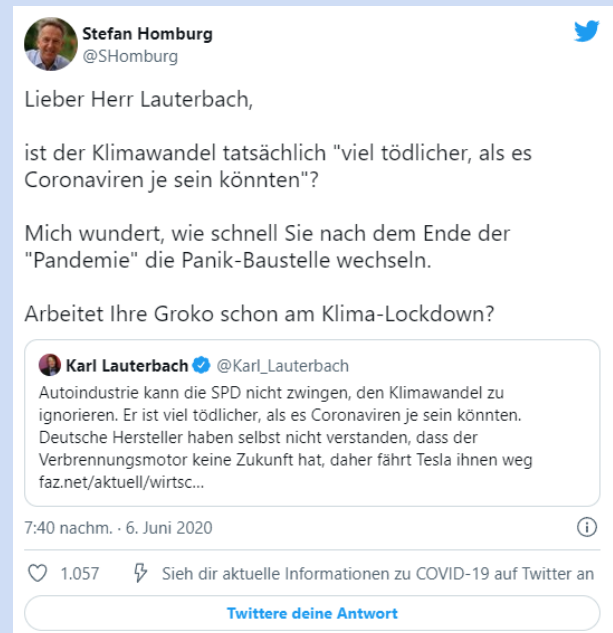 Stefan Homburg
@SHomburg
Lieber Herr Lauterbach,
ist der Klimawandel tatsächlich "viel tödlicher, als es
Coronaviren je sein könnten"?
Mich wundert, wie schnell Sie nach dem Ende der
"Pandemie" die Panik-Baustelle wechseln.
Arbeitet Ihre Groko schon am Klima-Lockdown?
Karl Lauterbach @Karl_Lauterbach
Autoindustrie kann die SPD nicht zwingen, den Klimawandel zu
ignorieren. Er ist viel tödlicher, als es Coronaviren je sein könnten.
Deutsche Hersteller haben selbst nicht verstanden, dass der
Verbrennungsmotor keine Zukunft hat, daher fährt Tesla ihnen weg
faz.net/aktuell/wirtsc...
7:40 nachm. · 6. Juni 2020
1.057 Sieh dir aktuelle Informationen zu COVID-19 auf Twitter an
Twittere deine Antwort